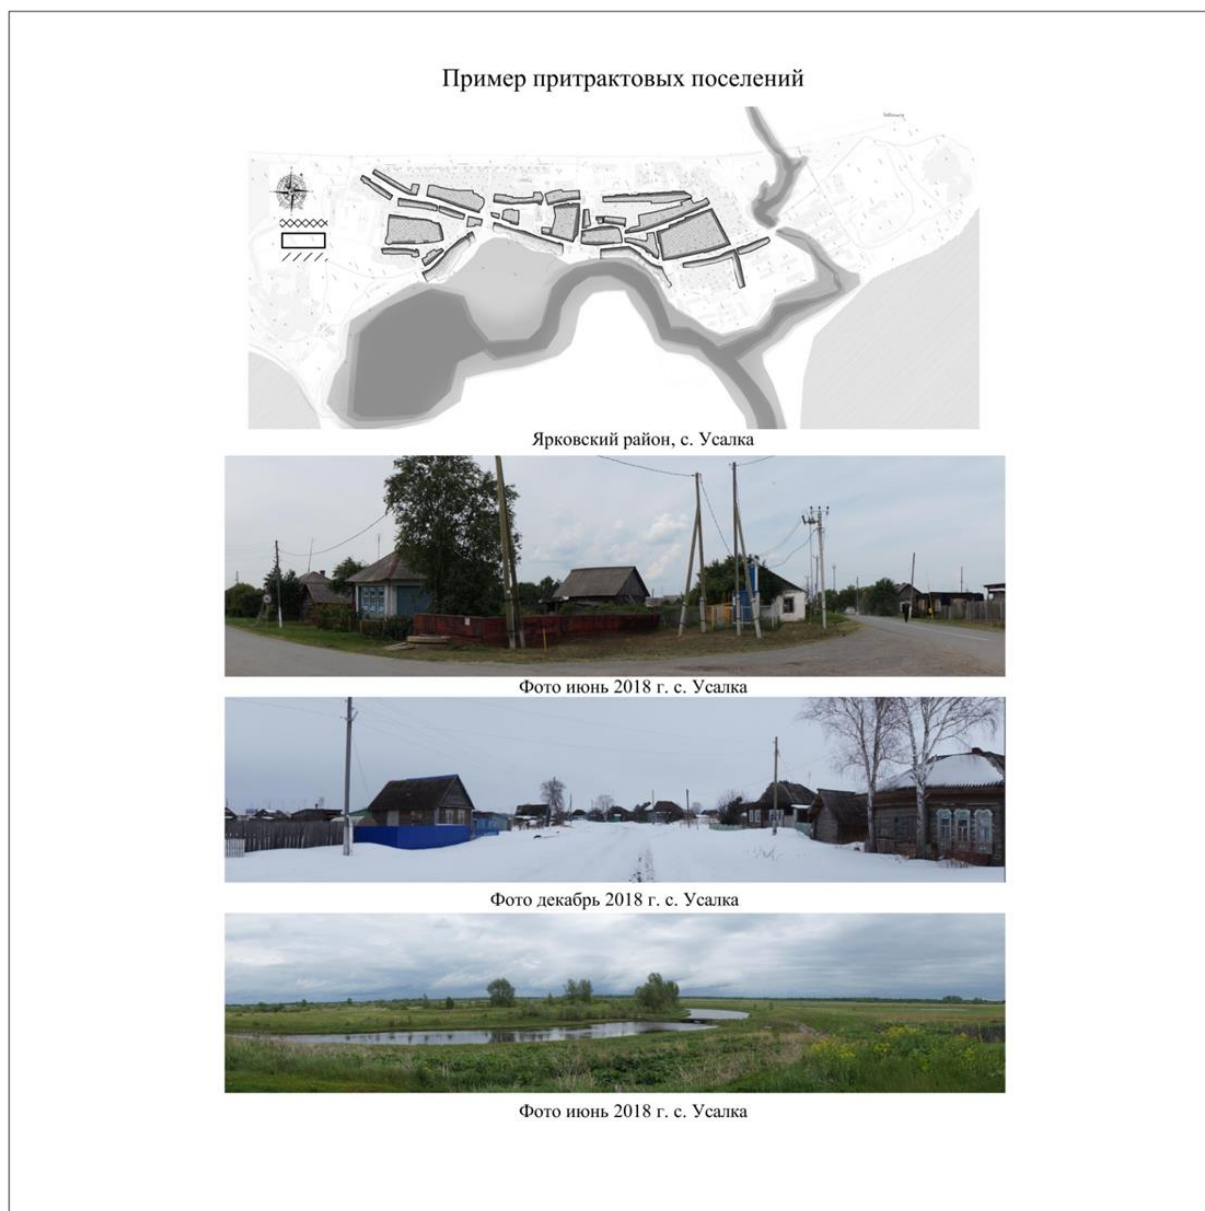 Пример притрактовых поселений
Ярковский район, с. Усалка
Фото июнь 2018 г. с. Усалка
Фото декабрь 2018 г. с. Усалка
Фото июнь 2018 г. с. Усалка